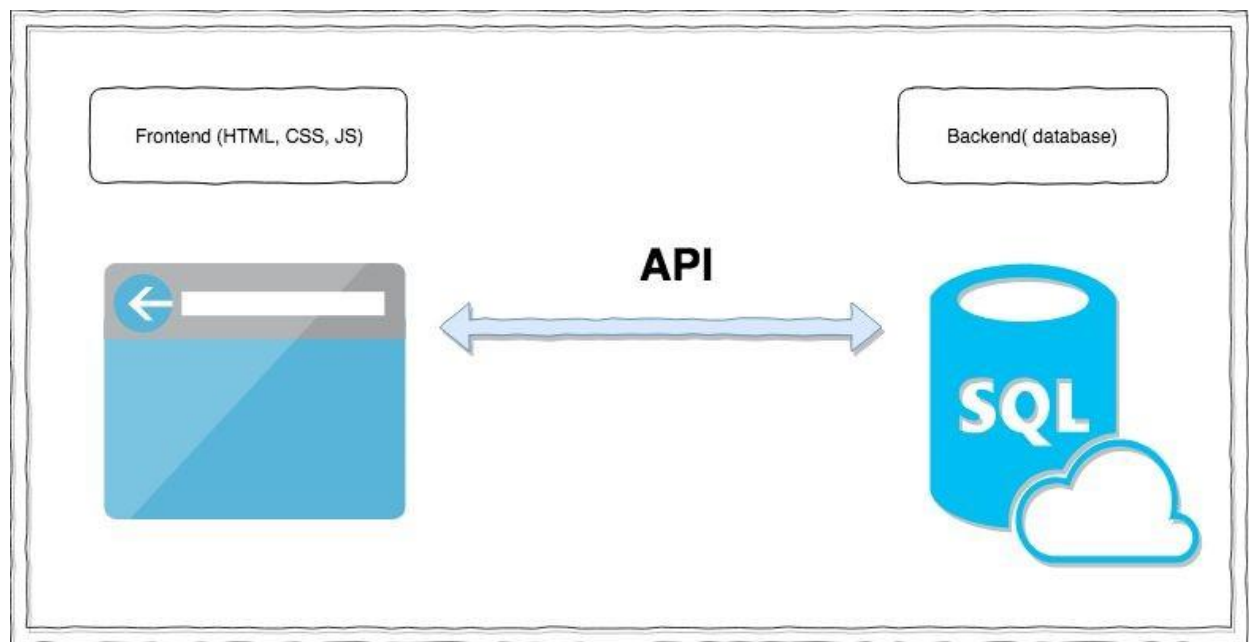 Frontend (HTML, CSS, JS)
Backend( database)
API
SQL